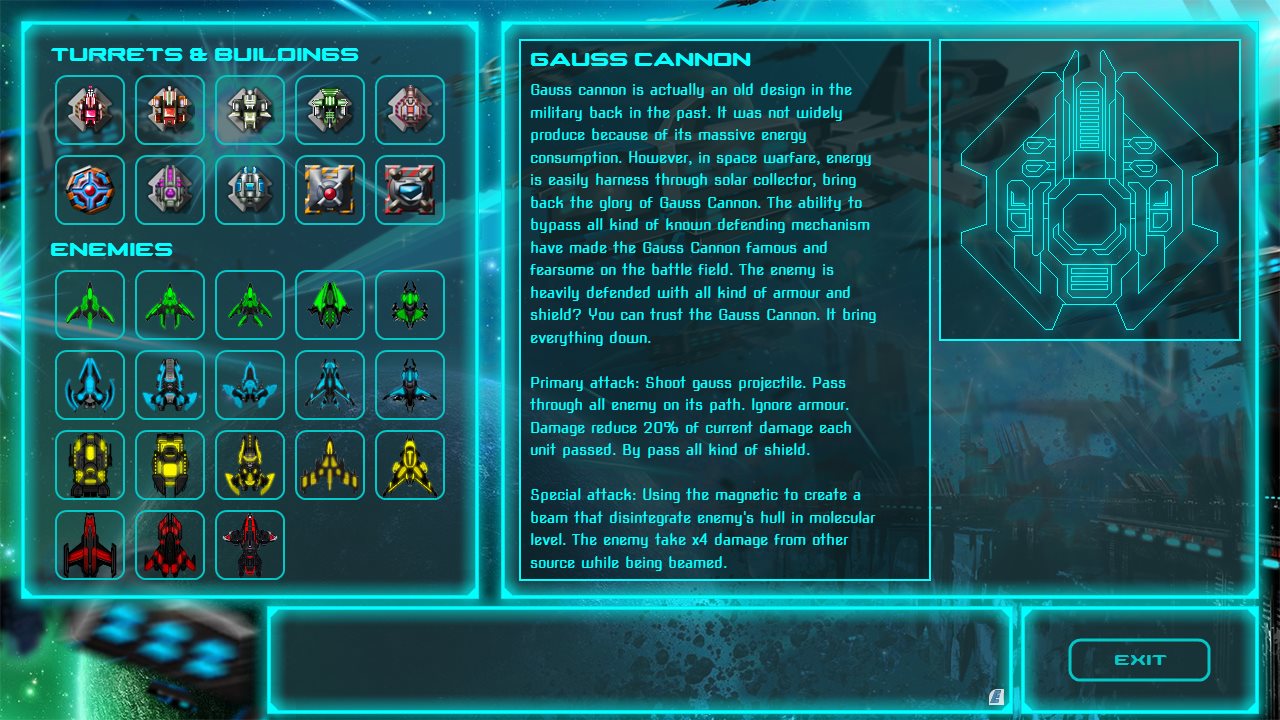 TURRETS & BUILDINGS
ENEMIES
GAUSS CANNON
Gauss cannon is actually an old design in the
military back in the past. It was not widely
produce because of its massive energy
consumption. However, in space warfare, energy
is easily harness through solar collector, bring
back the glory of Gauss Cannon. The ability to
bypass all kind of known defending mechanism
have made the Gauss Cannon famous and
fearsome on the battle field. The enemy is
heavily defended with all kind of armour and
shield? You can trust the Gauss Cannon. It bring
everything down.
Primary attack: Shoot gauss projectile. Pass
through all enemy on its path. Ignore armour.
Damage reduce 20% of current damage each
unit passed. By pass all kind of shield.
Special attack: Using the magnetic to create a
beam that disintegrate enemy's hull in molecular
level. The enemy take x4 damage from other
source while being beamed.
EXIT